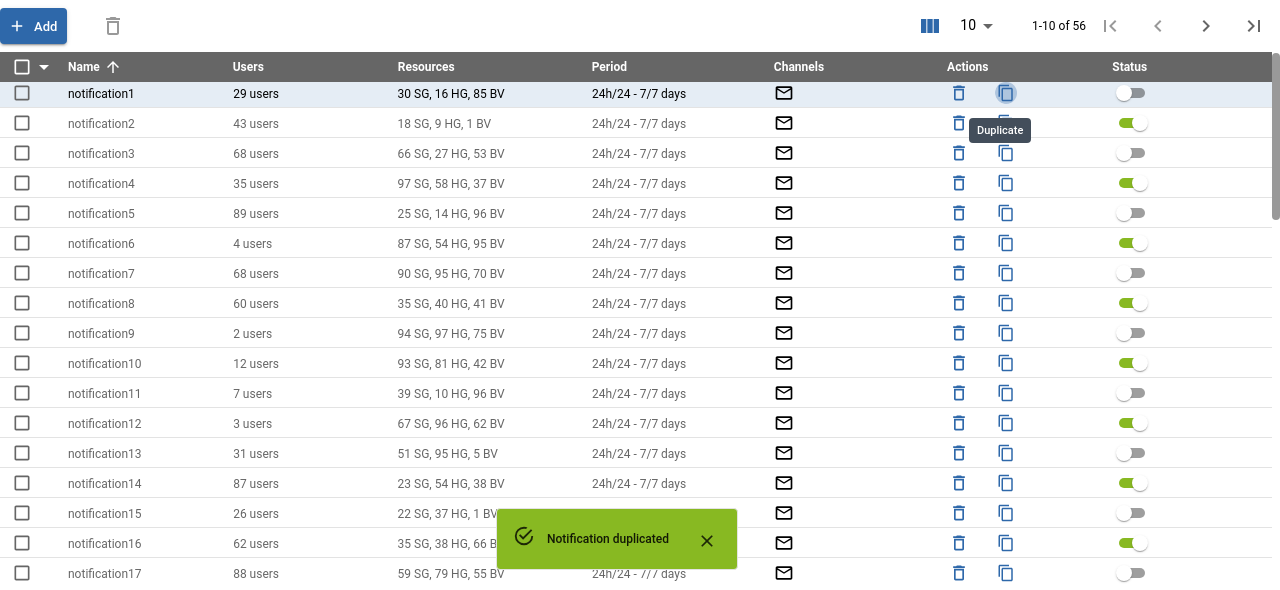 Add 10 1-10 of 56
Name Users Resources Period Channels Actions Status
notification1 29 users 30 SG, 16 HG, 85 BV 24h/24 - 7/7 days
notification2 43 users 18 SG, 9 HG, 1 BV 24h/24 - 7/7 days
Duplicate
notification3 68 users 66 SG, 27 HG, 53 BV 24h/24 - 7/7 days
notification4 35 users 97 SG, 58 HG, 37 BV 24h/24 - 7/7 days
notification5 89 users 25 SG, 14 HG, 96 BV 24h/24 - 7/7 days
notification6 4 users 87 SG, 54 HG, 95 BV 24h/24 - 7/7 days
notification7 68 users 90 SG, 95 HG, 70 BV 24h/24 - 7/7 days
notification8 60 users 35 SG, 40 HG, 41 BV 24h/24 - 7/7 days
notification9 2 users 94 SG, 97 HG, 75 BV 24h/24 - 7/7 days
notification10 12 users 93 SG, 81 HG, 42 BV 24h/24 - 7/7 days
notification11 7 users 39 SG, 10 HG, 96 BV 24h/24 - 7/7 days
notification12 3 users 67 SG, 96 HG, 62 BV 24h/24 - 7/7 days
notification13 31 users 51 SG, 95 HG, 5 BV 24h/24 - 7/7 days
notification14 87 users 23 SG, 54 HG, 38 BV 24h/24 - 7/7 days
notification15 26 users 22 SG, 37 HG, 1 BV
notification16 62 users 35 SG, 38 HG, 66 B
Notification duplicated
notification17 88 users 59 SG, 79 HG, 55 BV 24h/24 - 7/7 days